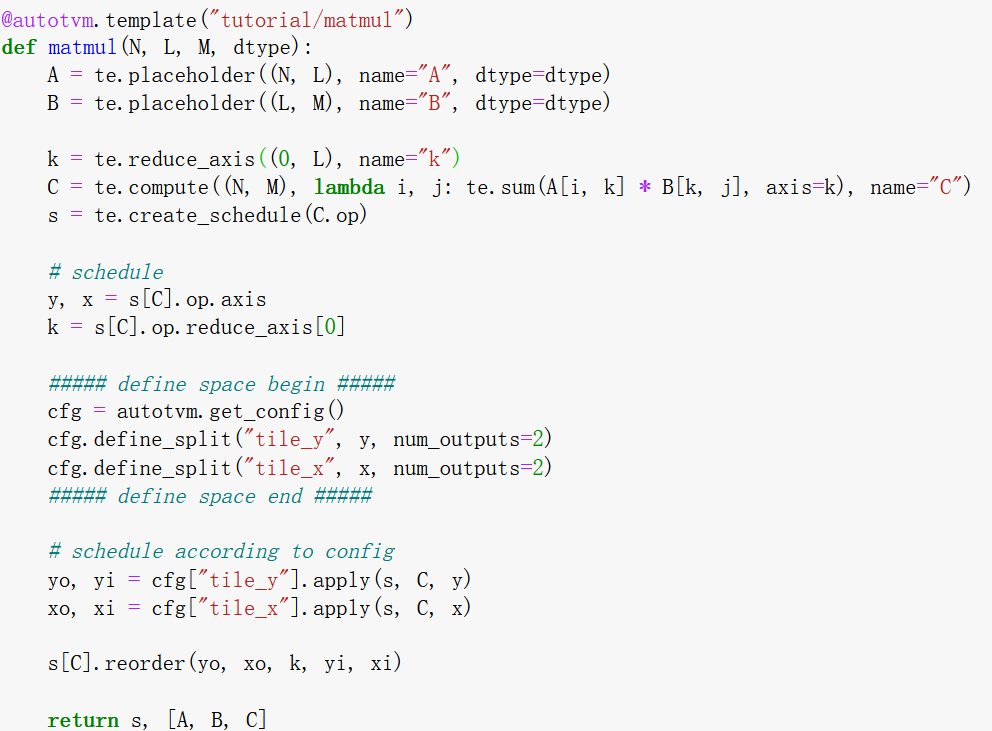 @autotvm.template("tutorial/matmul")
def matmul(N, L, M, dtype):
    A = te.placeholder((N, L), name="A", dtype=dtype)
    B = te.placeholder((L, M), name="B", dtype=dtype)

    k = te.reduce_axis((0, L), name="k")
    C = te.compute((N, M), lambda i, j: te.sum(A[i, k] * B[k, j], axis=k), name="C")
    s = te.create_schedule(C.op)

    # schedule
    y, x = s[C].op.axis
    k = s[C].op.reduce_axis[0]

    ##### define space begin #####
    cfg = autotvm.get_config()
    cfg.define_split("tile_y", y, num_outputs=2)
    cfg.define_split("tile_x", x, num_outputs=2)
    ##### define space end #####

    # schedule according to config
    yo, yi = cfg["tile_y"].apply(s, C, y)
    xo, xi = cfg["tile_x"].apply(s, C, x)

    s[C].reorder(yo, xo, k, yi, xi)

    return s, [A, B, C]